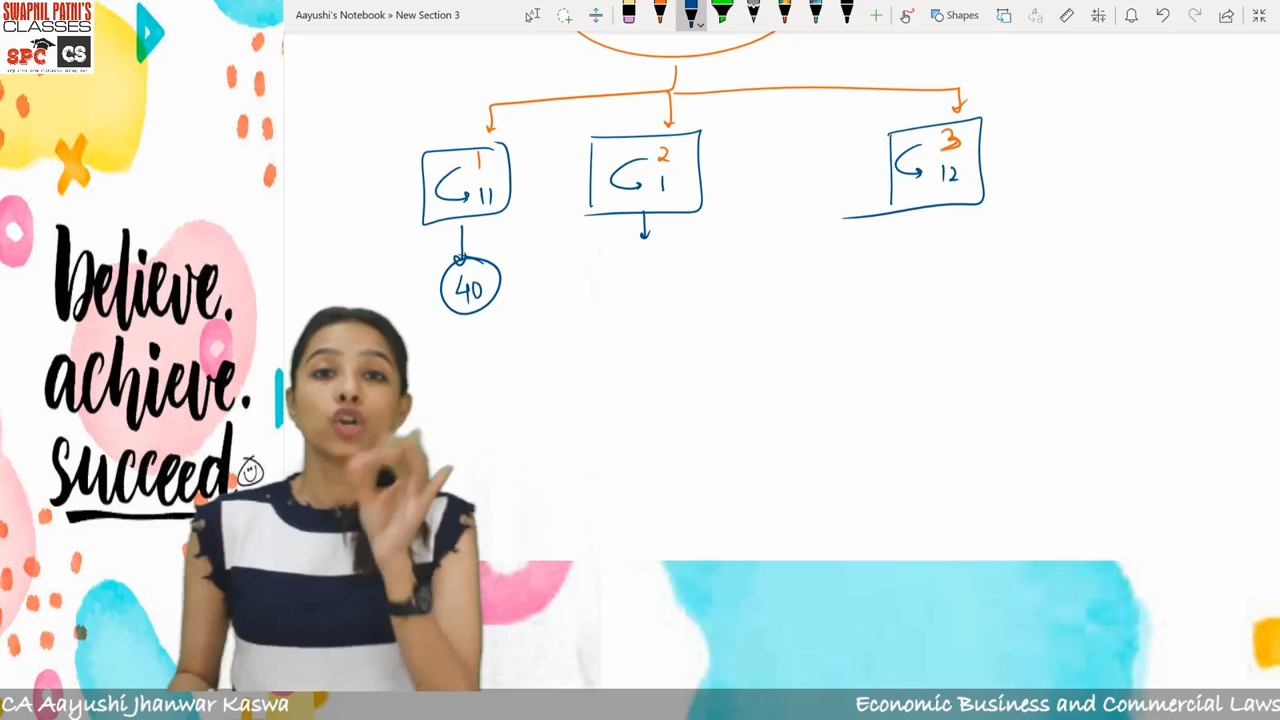 SWAPNIL PATNI'S
CLASSES
SPC CS
Aayushi's Notebook » New Section 3
Shapes
1
11
2
1
3
12
40
believe.
achieve.
succeed.
CA Aayushi Jhanwar Kaswa
Economic Business and Commercial Laws